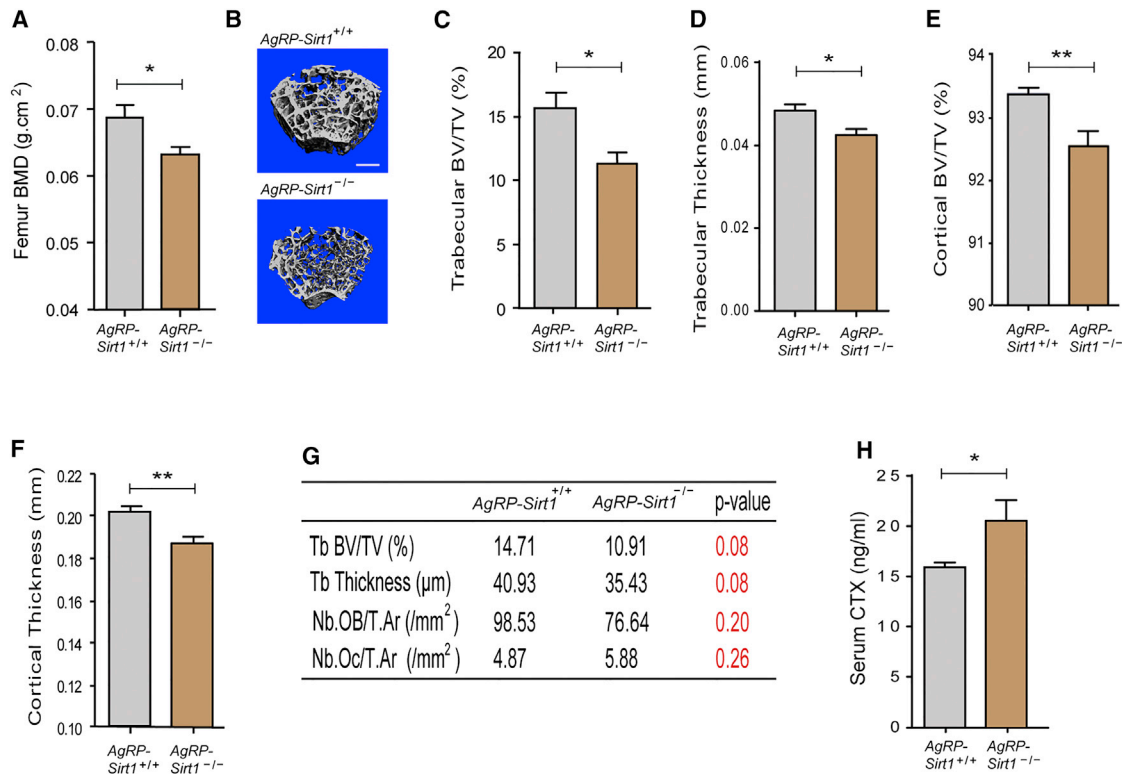 A
Femur BMD (g.cm²)
0.08
0.07
0.06
0.05
0.04
*
AgRP-
Sirt1⁺/⁺
AgRP-
Sirt1⁻/⁻
B
AgRP-Sirt1⁺/⁺
AgRP-Sirt1⁻/⁻
C
Trabecular BV/TV (%)
20
15
10
5
0
*
AgRP-
Sirt1⁺/⁺
AgRP-
Sirt1⁻/⁻
D
Trabecular Thickness (mm)
0.06
0.04
0.02
0.00
*
AgRP-
Sirt1⁺/⁺
AgRP-
Sirt1⁻/⁻
E
Cortical BV/TV (%)
94
93
92
91
90
**
AgRP-
Sirt1⁺/⁺
AgRP-
Sirt1⁻/⁻
F
Cortical Thickness (mm)
0.22
0.20
0.18
0.16
0.14
0.12
0.10
**
AgRP-
Sirt1⁺/⁺
AgRP-
Sirt1⁻/⁻
G
AgRP-Sirt1⁺/⁺ AgRP-Sirt1⁻/⁻ p-value
Tb BV/TV (%) 14.71 10.91 0.08
Tb Thickness (µm) 40.93 35.43 0.08
Nb.OB/T.Ar (/mm²) 98.53 76.64 0.20
Nb.Oc/T.Ar (/mm²) 4.87 5.88 0.26
H
Serum CTX (ng/ml)
25
20
15
15
0
*
AgRP-
Sirt1⁺/⁺
AgRP-
Sirt1⁻/⁻